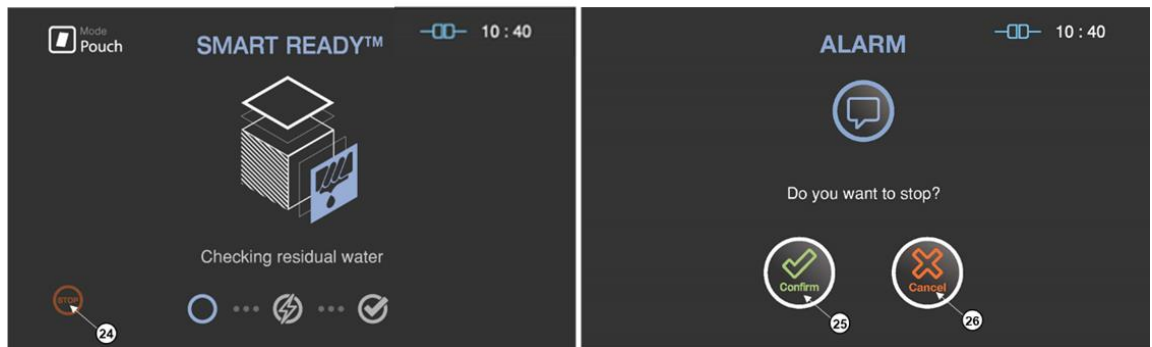 Mode
Pouch
SMART READY™
10 : 40
Checking residual water
STOP
24
ALARM
10 : 40
Do you want to stop?
Confirm
Cancel
25
26